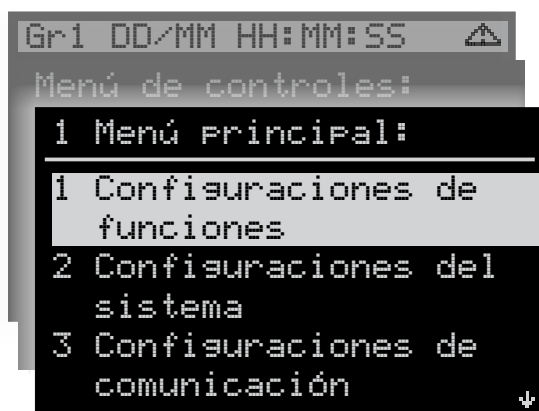 Gr1 DD/MM HH:MM:SS
Menú de controles:
1 Menú principal:
1 Configuraciones de
funciones
2 Configuraciones del
sistema
3 Configuraciones de
comunicación